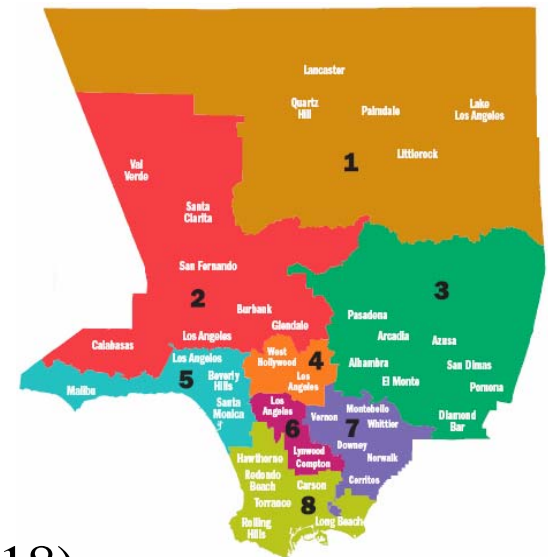 Lancaster
Quartz
Hill
Palmdale
Lake
Los Angeles
Littlerock
1
Val
Verde
Santa
Clarita
San Fernando
2
Burbank
Glendale
Los Angeles
Calabasas
3
Pasadena
Arcadia
Azusa
Alhambra
San Dimas
El Monte
Pomona
Diamond
Bar
West
Hollywood
4
Los
Angeles
Los Angeles
5
Beverly
Hills
Malibu
Santa
Monica
Los
Angeles
6
Lynwood
Compton
Vernon
Montebello
7
Whittier
Downey
Norwalk
Cerritos
Hawthorne
Redondo
Beach
Carson
Torrance
8
Rolling
Hills
Long Beach
18)